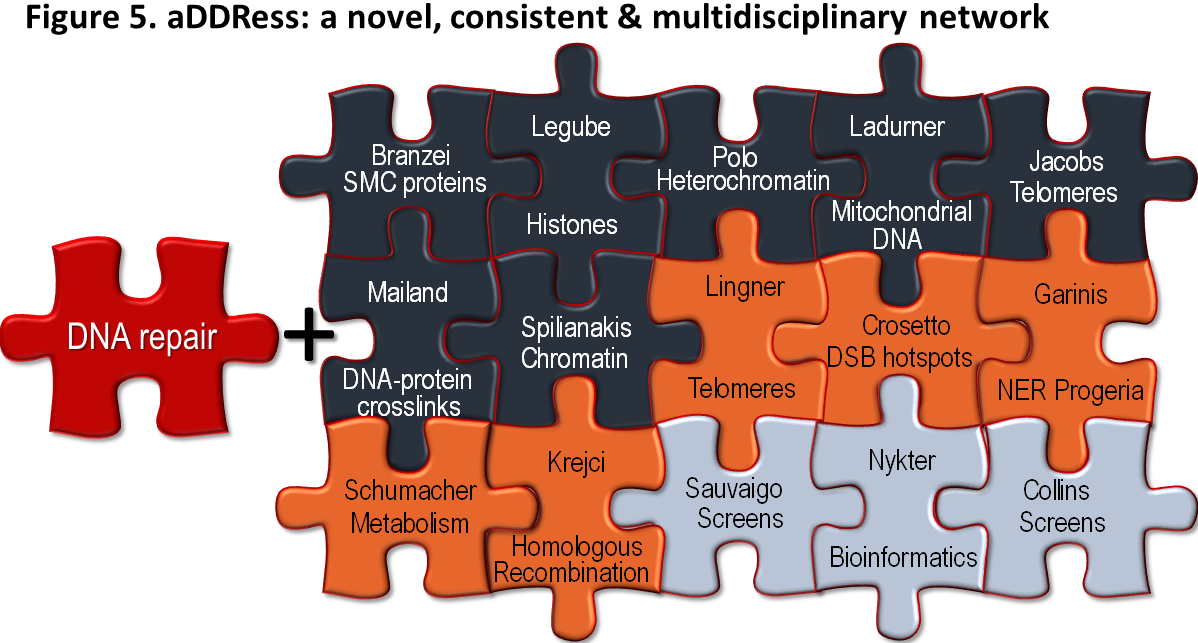 Figure 5. aDDRess: a novel, consistent & multidisciplinary network
DNA repair
+
Branzei
SMC proteins
Legube
Histones
Polo
Heterochromatin
Ladurner
Mitochondrial
DNA
Jacobs
Telomeres
Mailand
DNA-protein
crosslinks
Spilianakis
Chromatin
Lingner
Telomeres
Crosetto
DSB hotspots
Garinis
NER Progeria
Schumacher
Metabolism
Krejci
Homologous
Recombination
Sauvaigo
Screens
Nykter
Bioinformatics
Collins
Screens